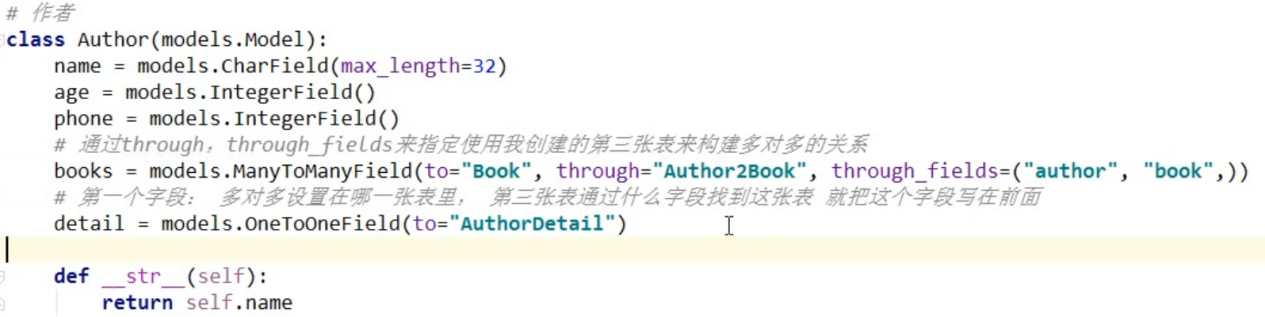 # 作者
class Author(models.Model):
    name = models.CharField(max_length=32)
    age = models.IntegerField()
    phone = models.IntegerField()
    # 通过through，through_fields来指定使用我创建的第三张表来构建多对多的关系
    books = models.ManyToManyField(to="Book", through="Author2Book", through_fields=("author", "book",))
    # 第一个字段： 多对多设置在哪一张表里， 第三张表通过什么字段找到这张表 就把这个字段写在前面
    detail = models.OneToOneField(to="AuthorDetail")
    def __str__(self):
        return self.name